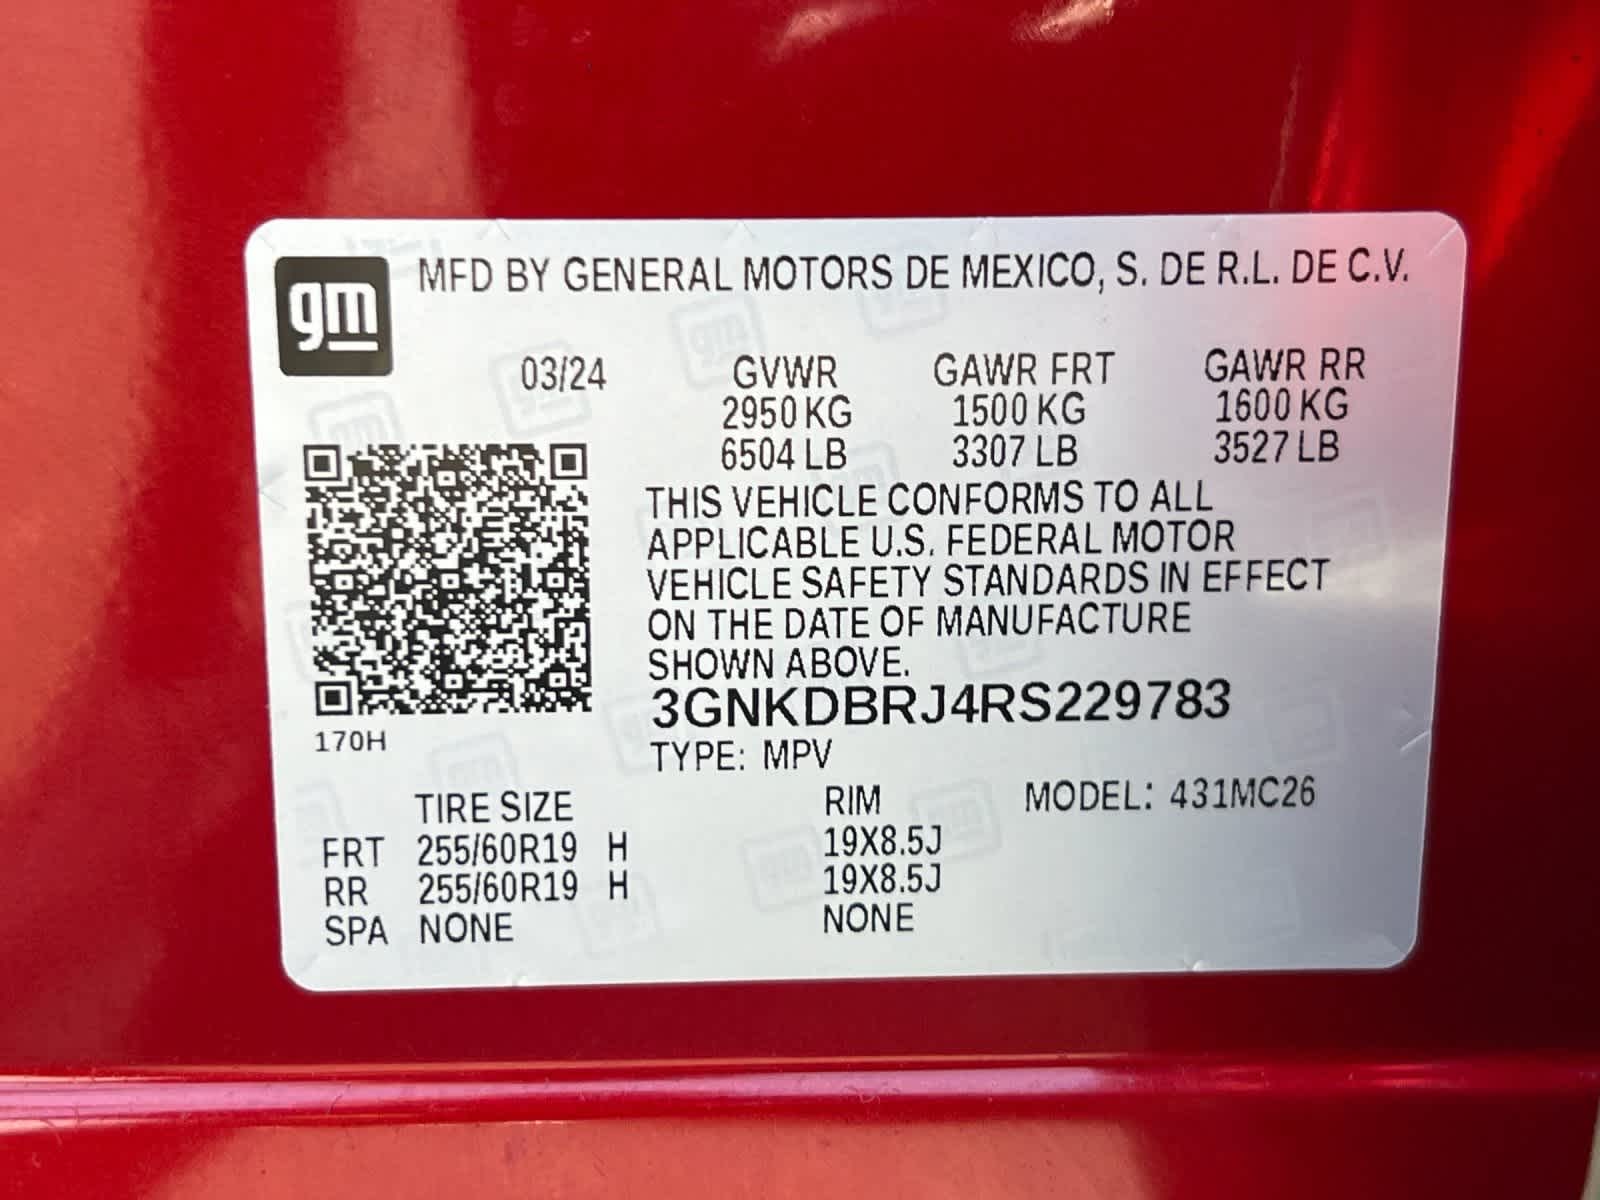 gm
MFD BY GENERAL MOTORS DE MEXICO, S. DE R.L. DE C.V.
03/24 GVWR GAWR FRT GAWR RR
2950 KG 1500 KG 1600 KG
6504 LB 3307 LB 3527 LB
THIS VEHICLE CONFORMS TO ALL
APPLICABLE U.S. FEDERAL MOTOR
VEHICLE SAFETY STANDARDS IN EFFECT
ON THE DATE OF MANUFACTURE
SHOWN ABOVE.
3GNKDBRJ4RS229783
170H
TYPE: MPV
TIRE SIZE RIM MODEL: 431MC26
FRT 255/60R19 H 19X8.5J
RR 255/60R19 H 19X8.5J
SPA NONE NONE